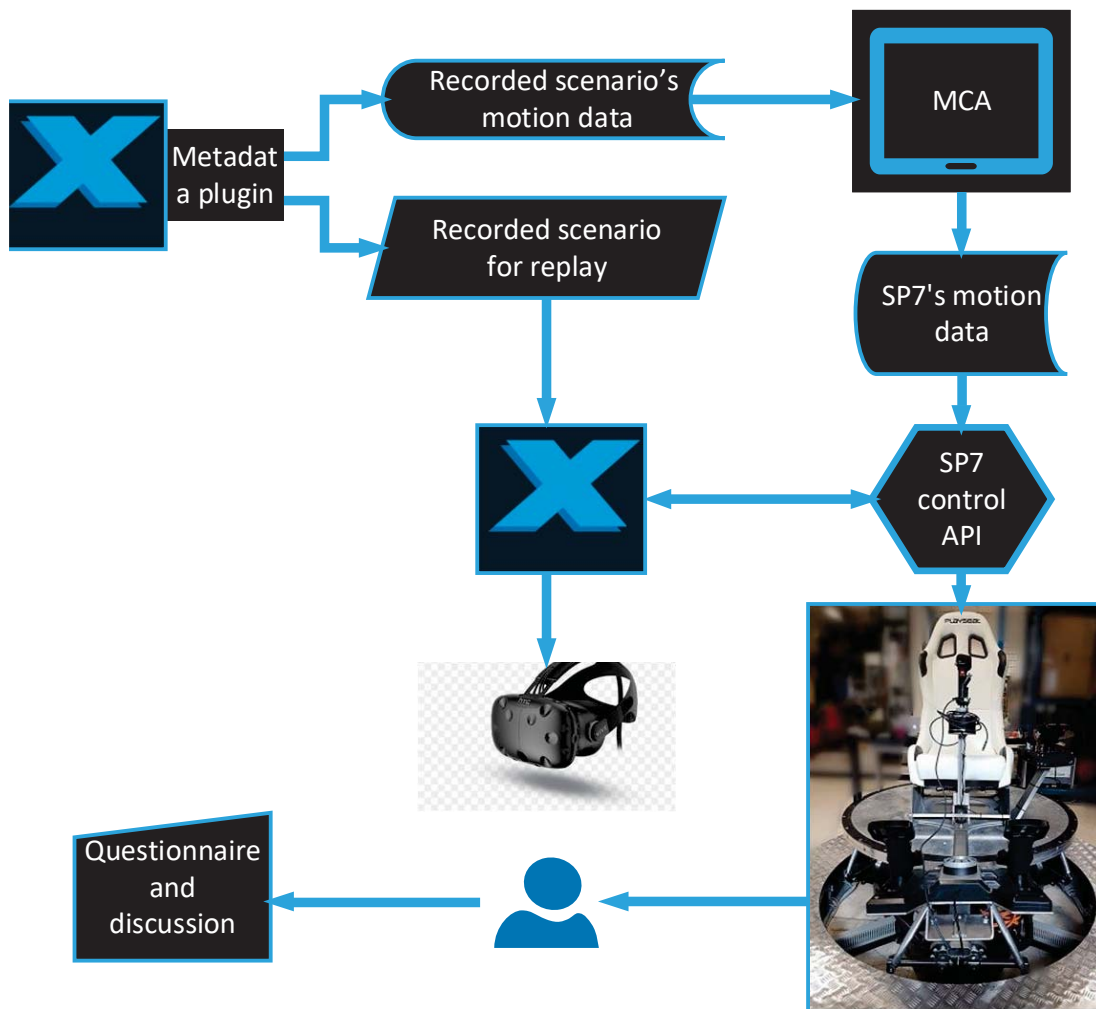 Recorded scenario’s
motion data
MCA
Metadat
a plugin
Recorded scenario
for replay
SP7's motion
data
SP7
control
API
PLAYSEAT
hTC
Questionnaire
and
discussion